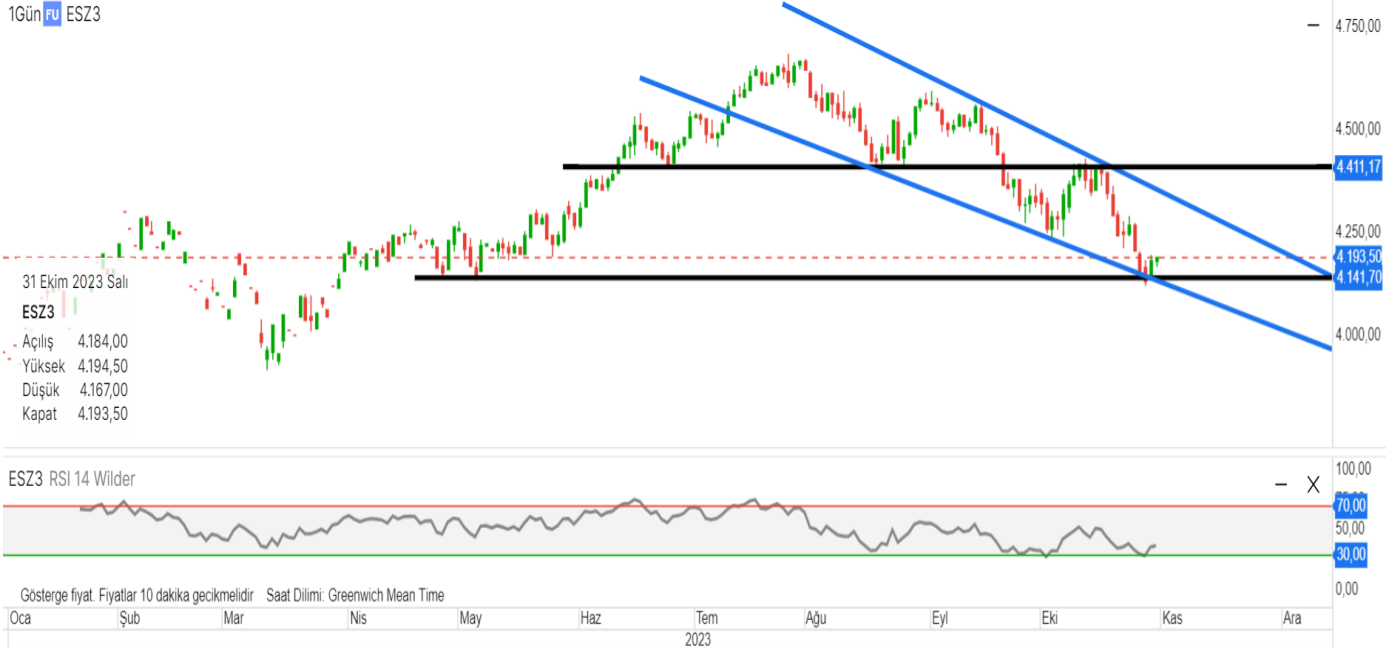 1Gün FU ESZ3
4.750,00
4.500,00
4.411,17
4.250,00
4.193,50
4.141,70
4.000,00
31 Ekim 2023 Salı
ESZ3
Açılış 4.184,00
Yüksek 4.194,50
Düşük 4.167,00
Kapat 4.193,50
ESZ3 RSI 14 Wilder
X
100,00
70,00
50,00
30,00
0,00
Gösterge fiyat. Fiyatlar 10 dakika gecikmelidir Saat Dilimi: Greenwich Mean Time
Oca Şub Mar Nis May Haz Tem Ağu Eyl Eki Kas Ara
2023